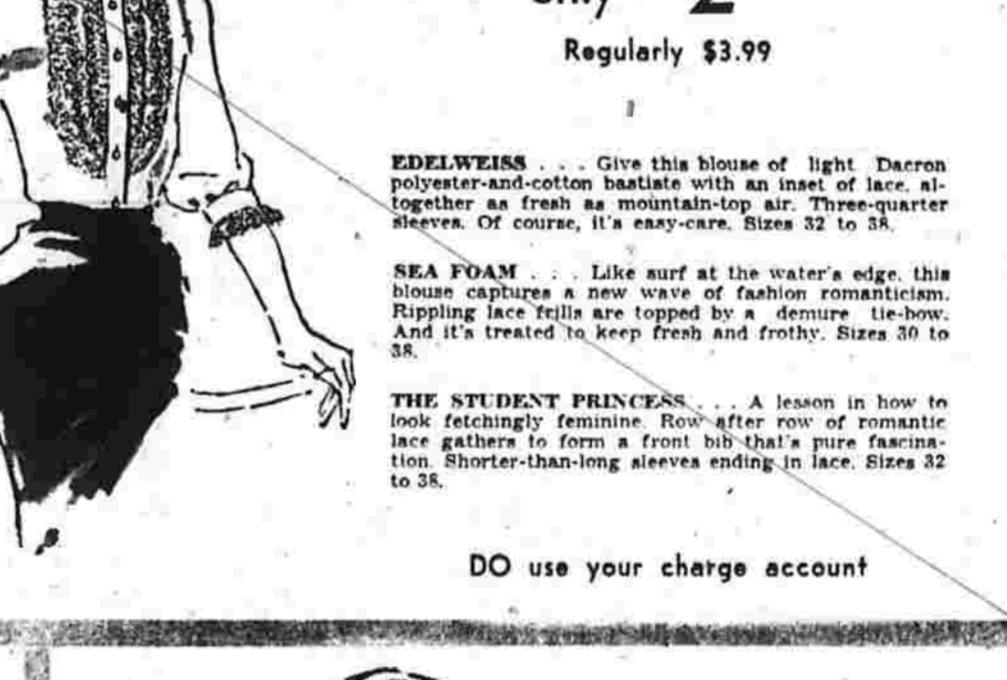 Only 2
Regularly $3.99
EDELWEISS . . . Give this blouse of light Dacron
polyester-and-cotton bastiste with an inset of lace, al-
together as fresh as mountain-top air. Three-quarter
sleeves. Of course, it's easy-care. Sizes 32 to 38.
SEA FOAM . . . Like surf at the water's edge, this
blouse captures a new wave of fashion romanticism.
Rippling lace frills are topped by a demure tie-bow.
And it's treated to keep fresh and frothy. Sizes 30 to
38.
THE STUDENT PRINCESS . . . A lesson in how to
look fetchingly feminine. Row after row of romantic
lace gathers to form a front bib that's pure fascina-
tion. Shorter-than-long sleeves ending in lace. Sizes 32
to 38.
DO use your charge account